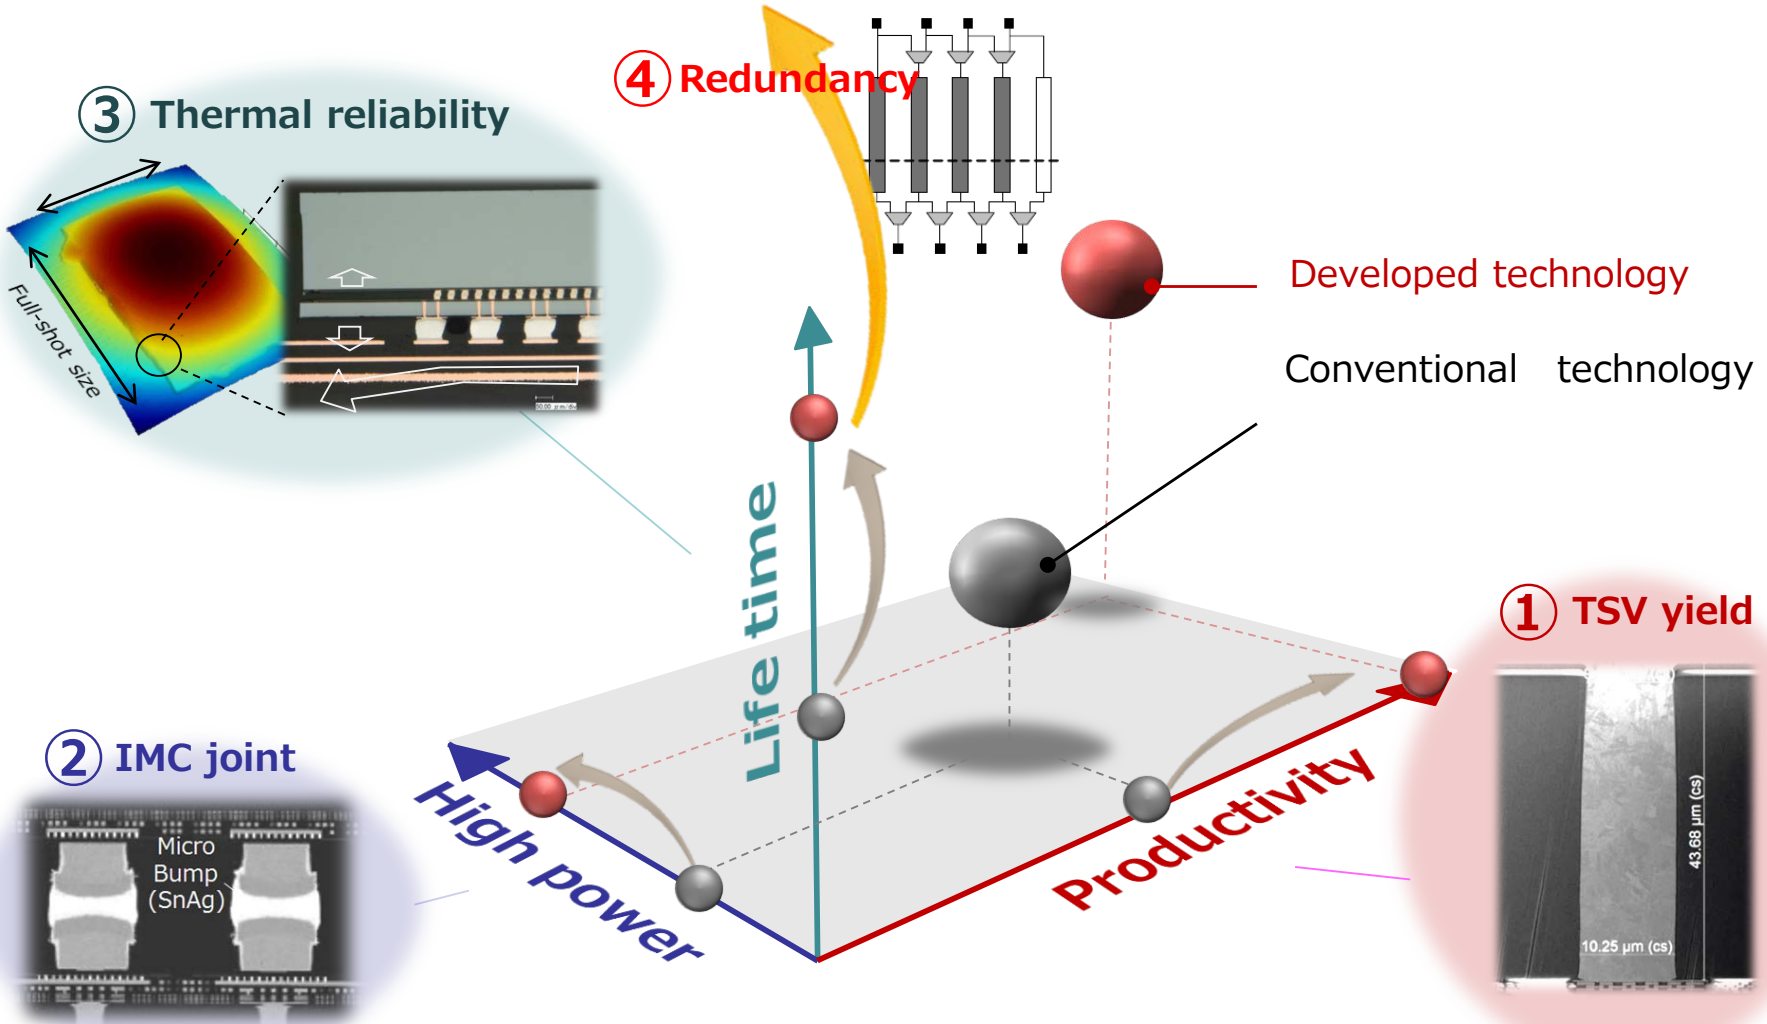 ④ Redundancy
③ Thermal reliability
Full-shot size
Developed technology
Conventional technology
Life time
① TSV yield
43.68 µm (cs)
10.25 µm (cs)
② IMC joint
Micro
Bump
(SnAg)
High power
Productivity